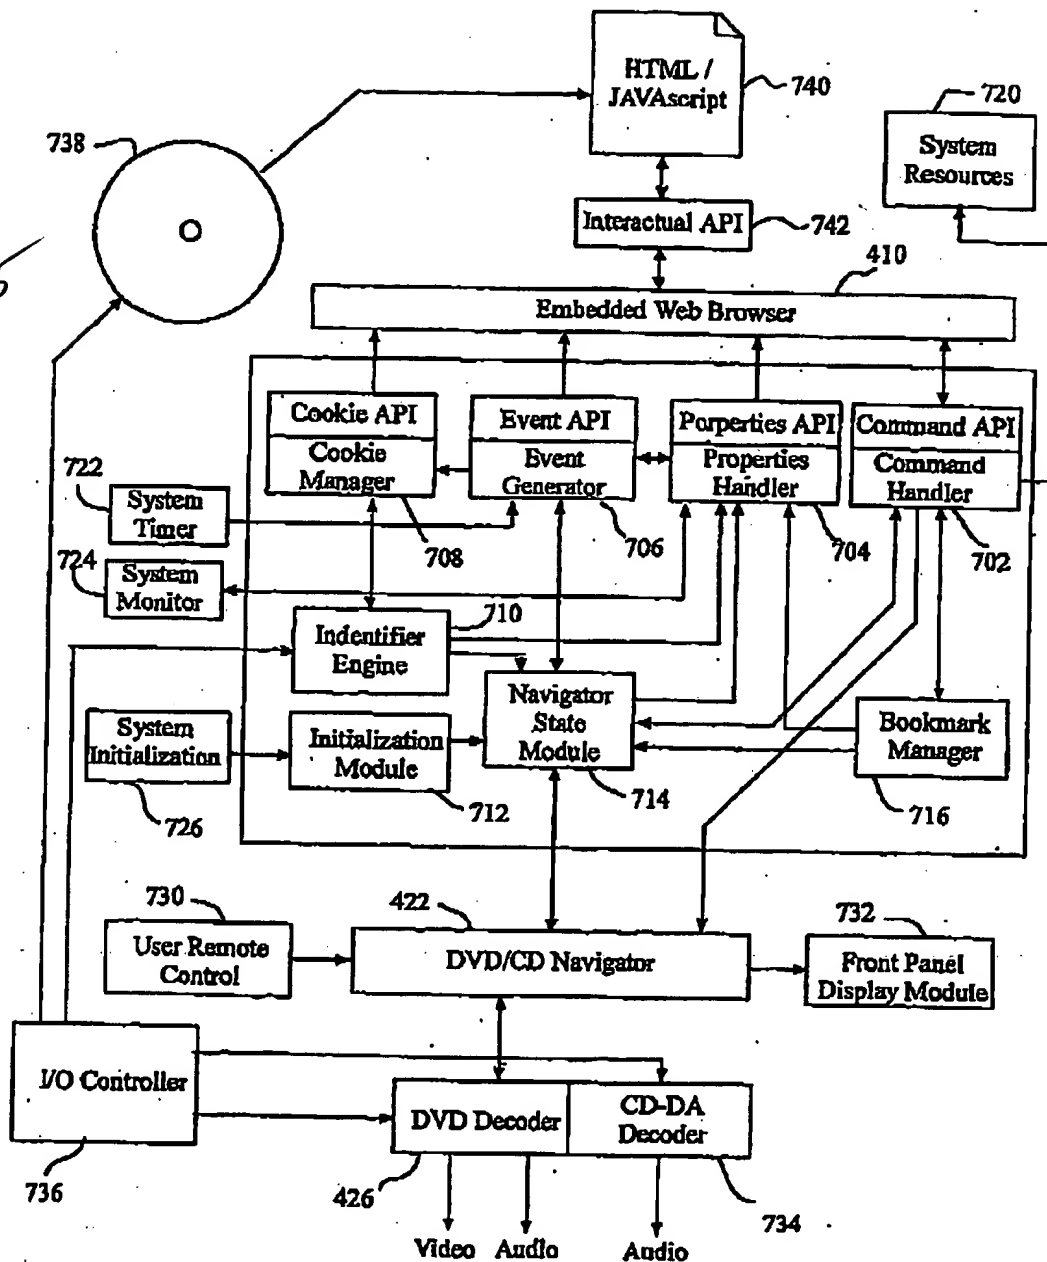 HTML /
JAVAscript
740
720
System
Resources
738
Interactual API
742
410
Embedded Web Browser
Cookie API
Cookie
Manager
708
Event API
Event
Generator
706
Porperties API
Properties
Handler
704
Command API
Command
Handler
702
722
System
Timer
724
System
Monitor
710
Indentifier
Engine
Navigator
State
Module
714
System
Initialization
726
Initialization
Module
712
Bookmark
Manager
716
730
User Remote
Control
422
DVD/CD Navigator
732
Front Panel
Display Module
I/O Controller
736
DVD Decoder
426
CD-DA
Decoder
734
Video
Audio
Audio